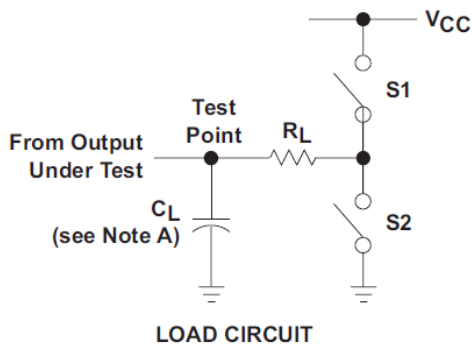 VCC
S1
Test
Point
RL
From Output
Under Test
CL
(see Note A)
S2
LOAD CIRCUIT